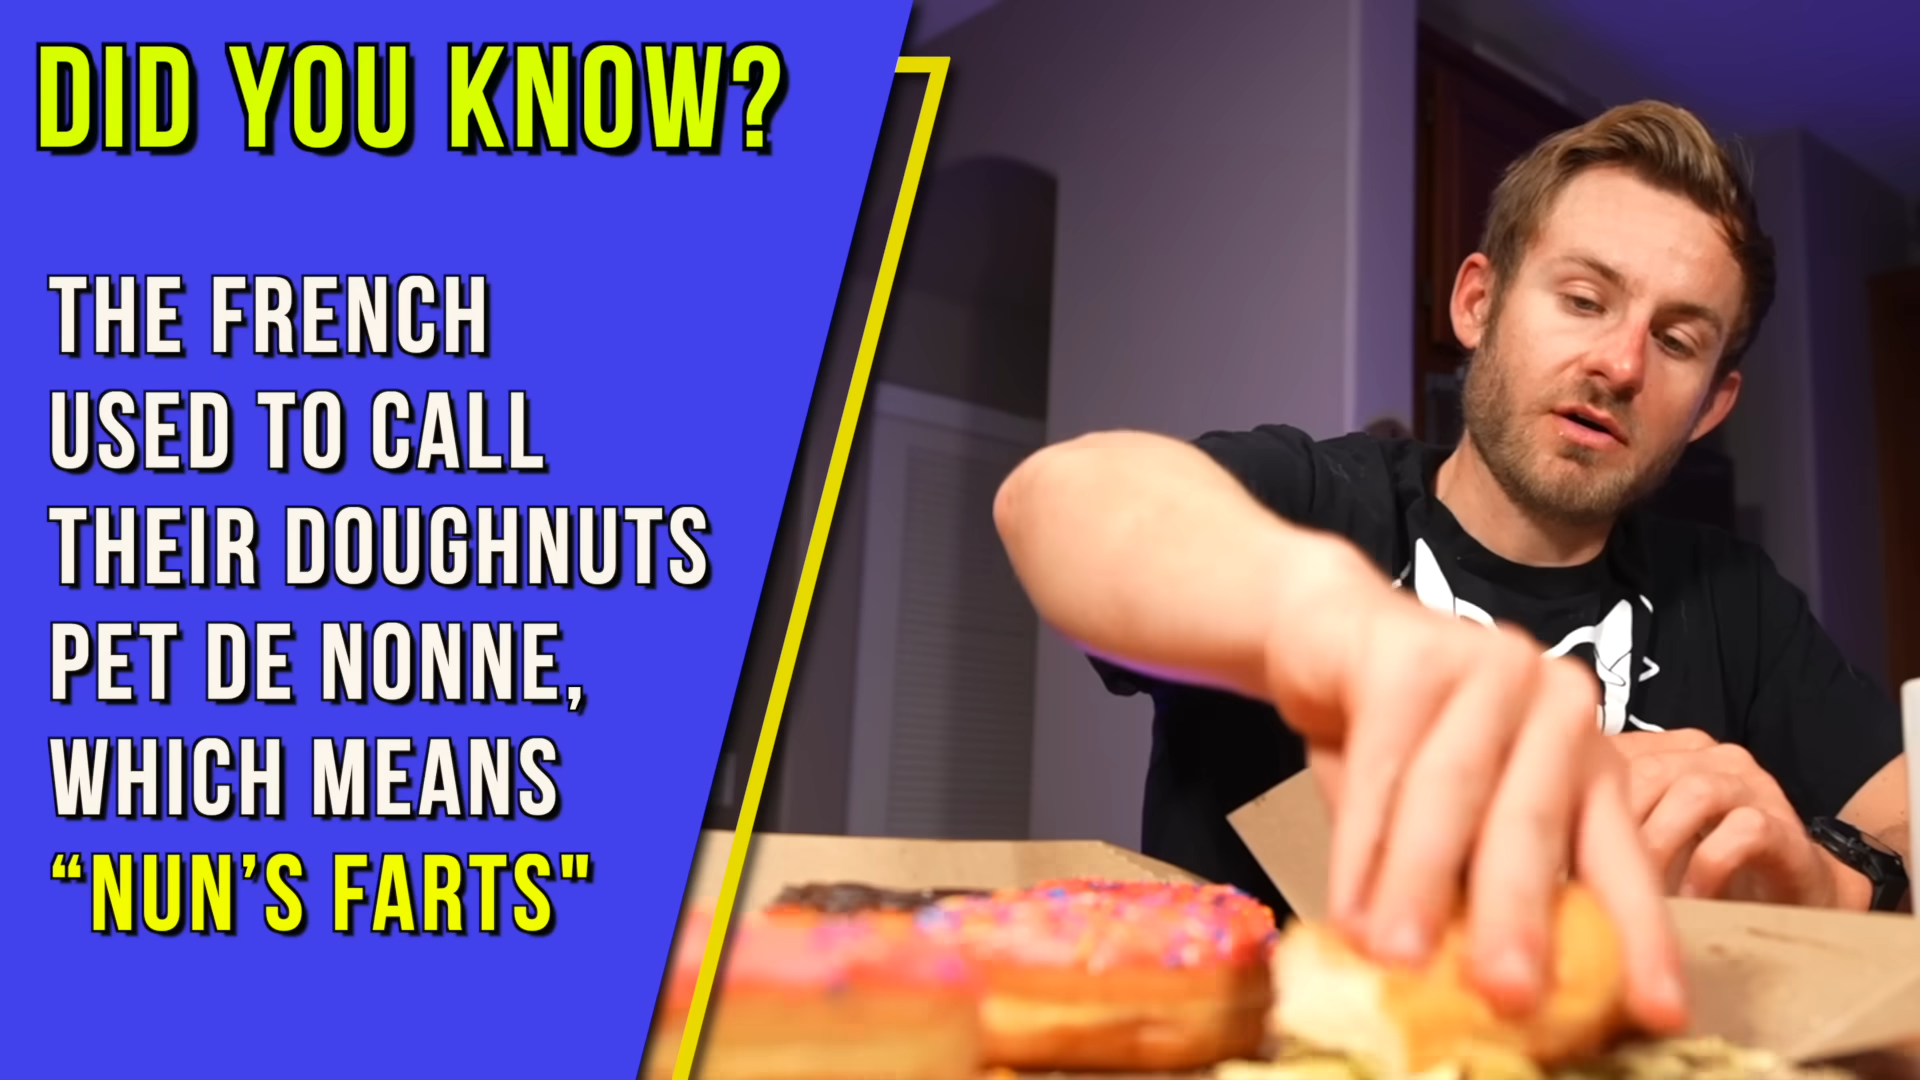 DID YOU KNOW?
THE FRENCH
USED TO CALL
THEIR DOUGHNUTS
PET DE NONNE,
WHICH MEANS
“NUN’S FARTS"